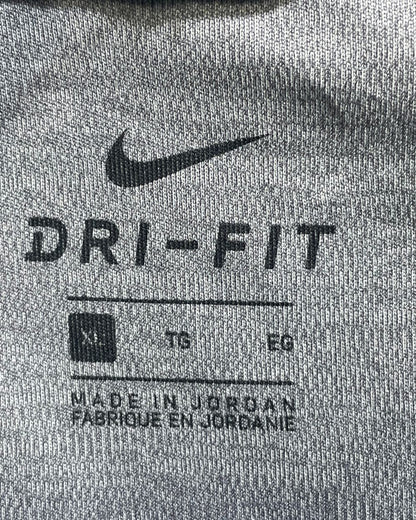 DRI-FIT
XL TG EG
MADE IN JORDAN
FABRIQUE EN JORDANIE